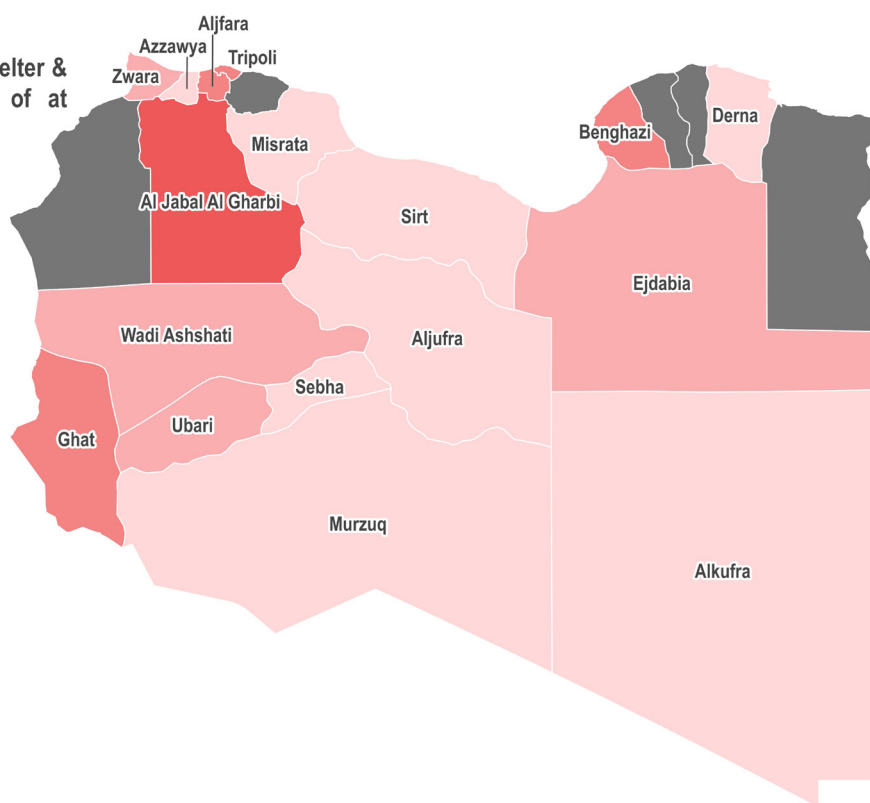 Aljfara
Azzawya
Tripoli
elter &
Zwara
of at
Derna
Benghazi
Misrata
Al Jabal Al Gharbi
Sirt
Ejdabia
Wadi Ashshati
Aljufra
Sebha
Ubari
Ghat
Murzuq
Alkufra